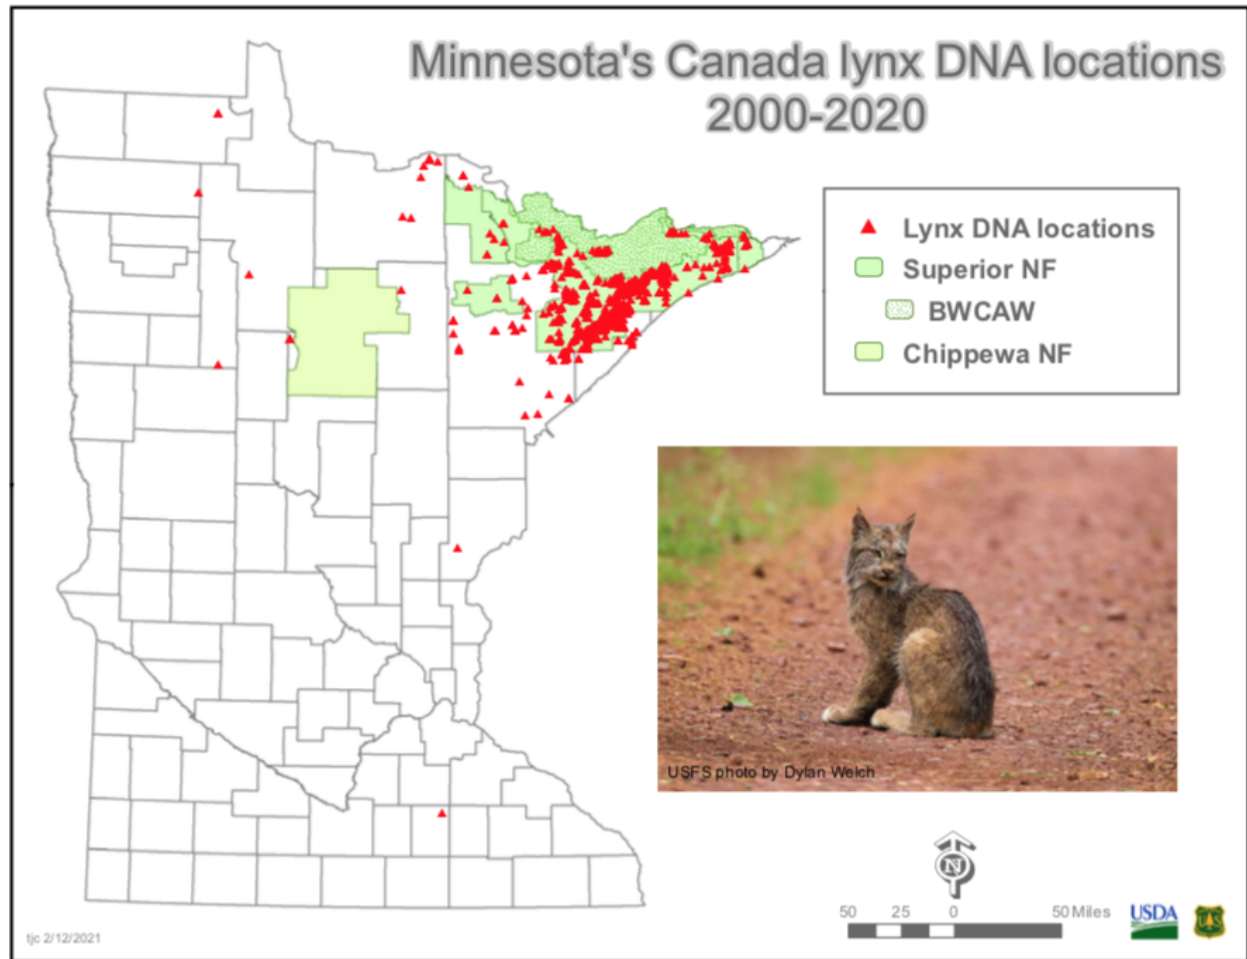 Minnesota's Canada lynx DNA locations
2000-2020
Lynx DNA locations
Superior NF
BWCAW
Chippewa NF
USFS photo by Dylan Welch
N
50 25 0 50 Miles
USDA
tjc 2/12/2021